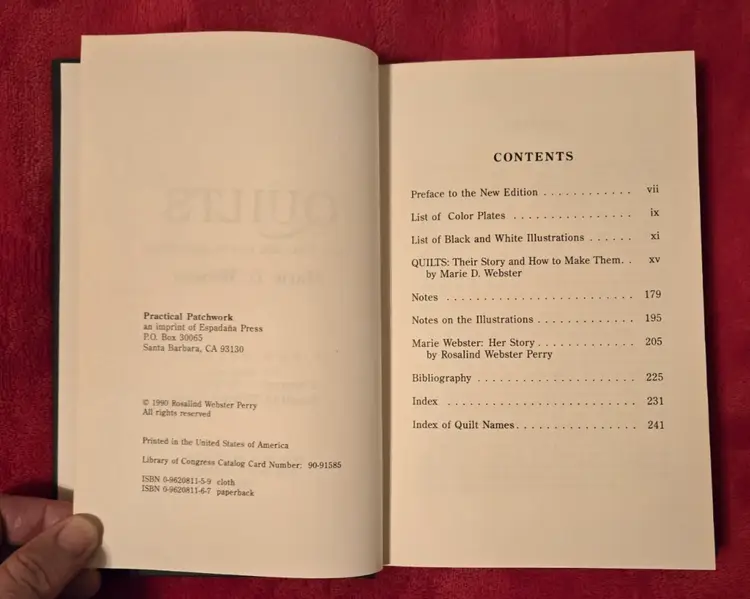 Practical Patchwork
an imprint of Espadaña Press
P.O. Box 30065
Santa Barbara, CA 93130
© 1990 Rosalind Webster Perry
All rights reserved
Printed in the United States of America
Library of Congress Catalog Card Number: 90-91585
ISBN 0-9620811-5-9 cloth
ISBN 0-9620811-6-7 paperback
CONTENTS
Preface to the New Edition . . . . . . . . . . . . vii
List of Color Plates . . . . . . . . . . . . . . . ix
List of Black and White Illustrations . . . . . . xi
QUILTS: Their Story and How to Make Them. . xv
by Marie D. Webster
Notes . . . . . . . . . . . . . . . . . . . . . . . . 179
Notes on the Illustrations . . . . . . . . . . . . . 195
Marie Webster: Her Story . . . . . . . . . . . . . 205
by Rosalind Webster Perry
Bibliography . . . . . . . . . . . . . . . . . . . . 225
Index . . . . . . . . . . . . . . . . . . . . . . . . 231
Index of Quilt Names. . . . . . . . . . . . . . . . 241